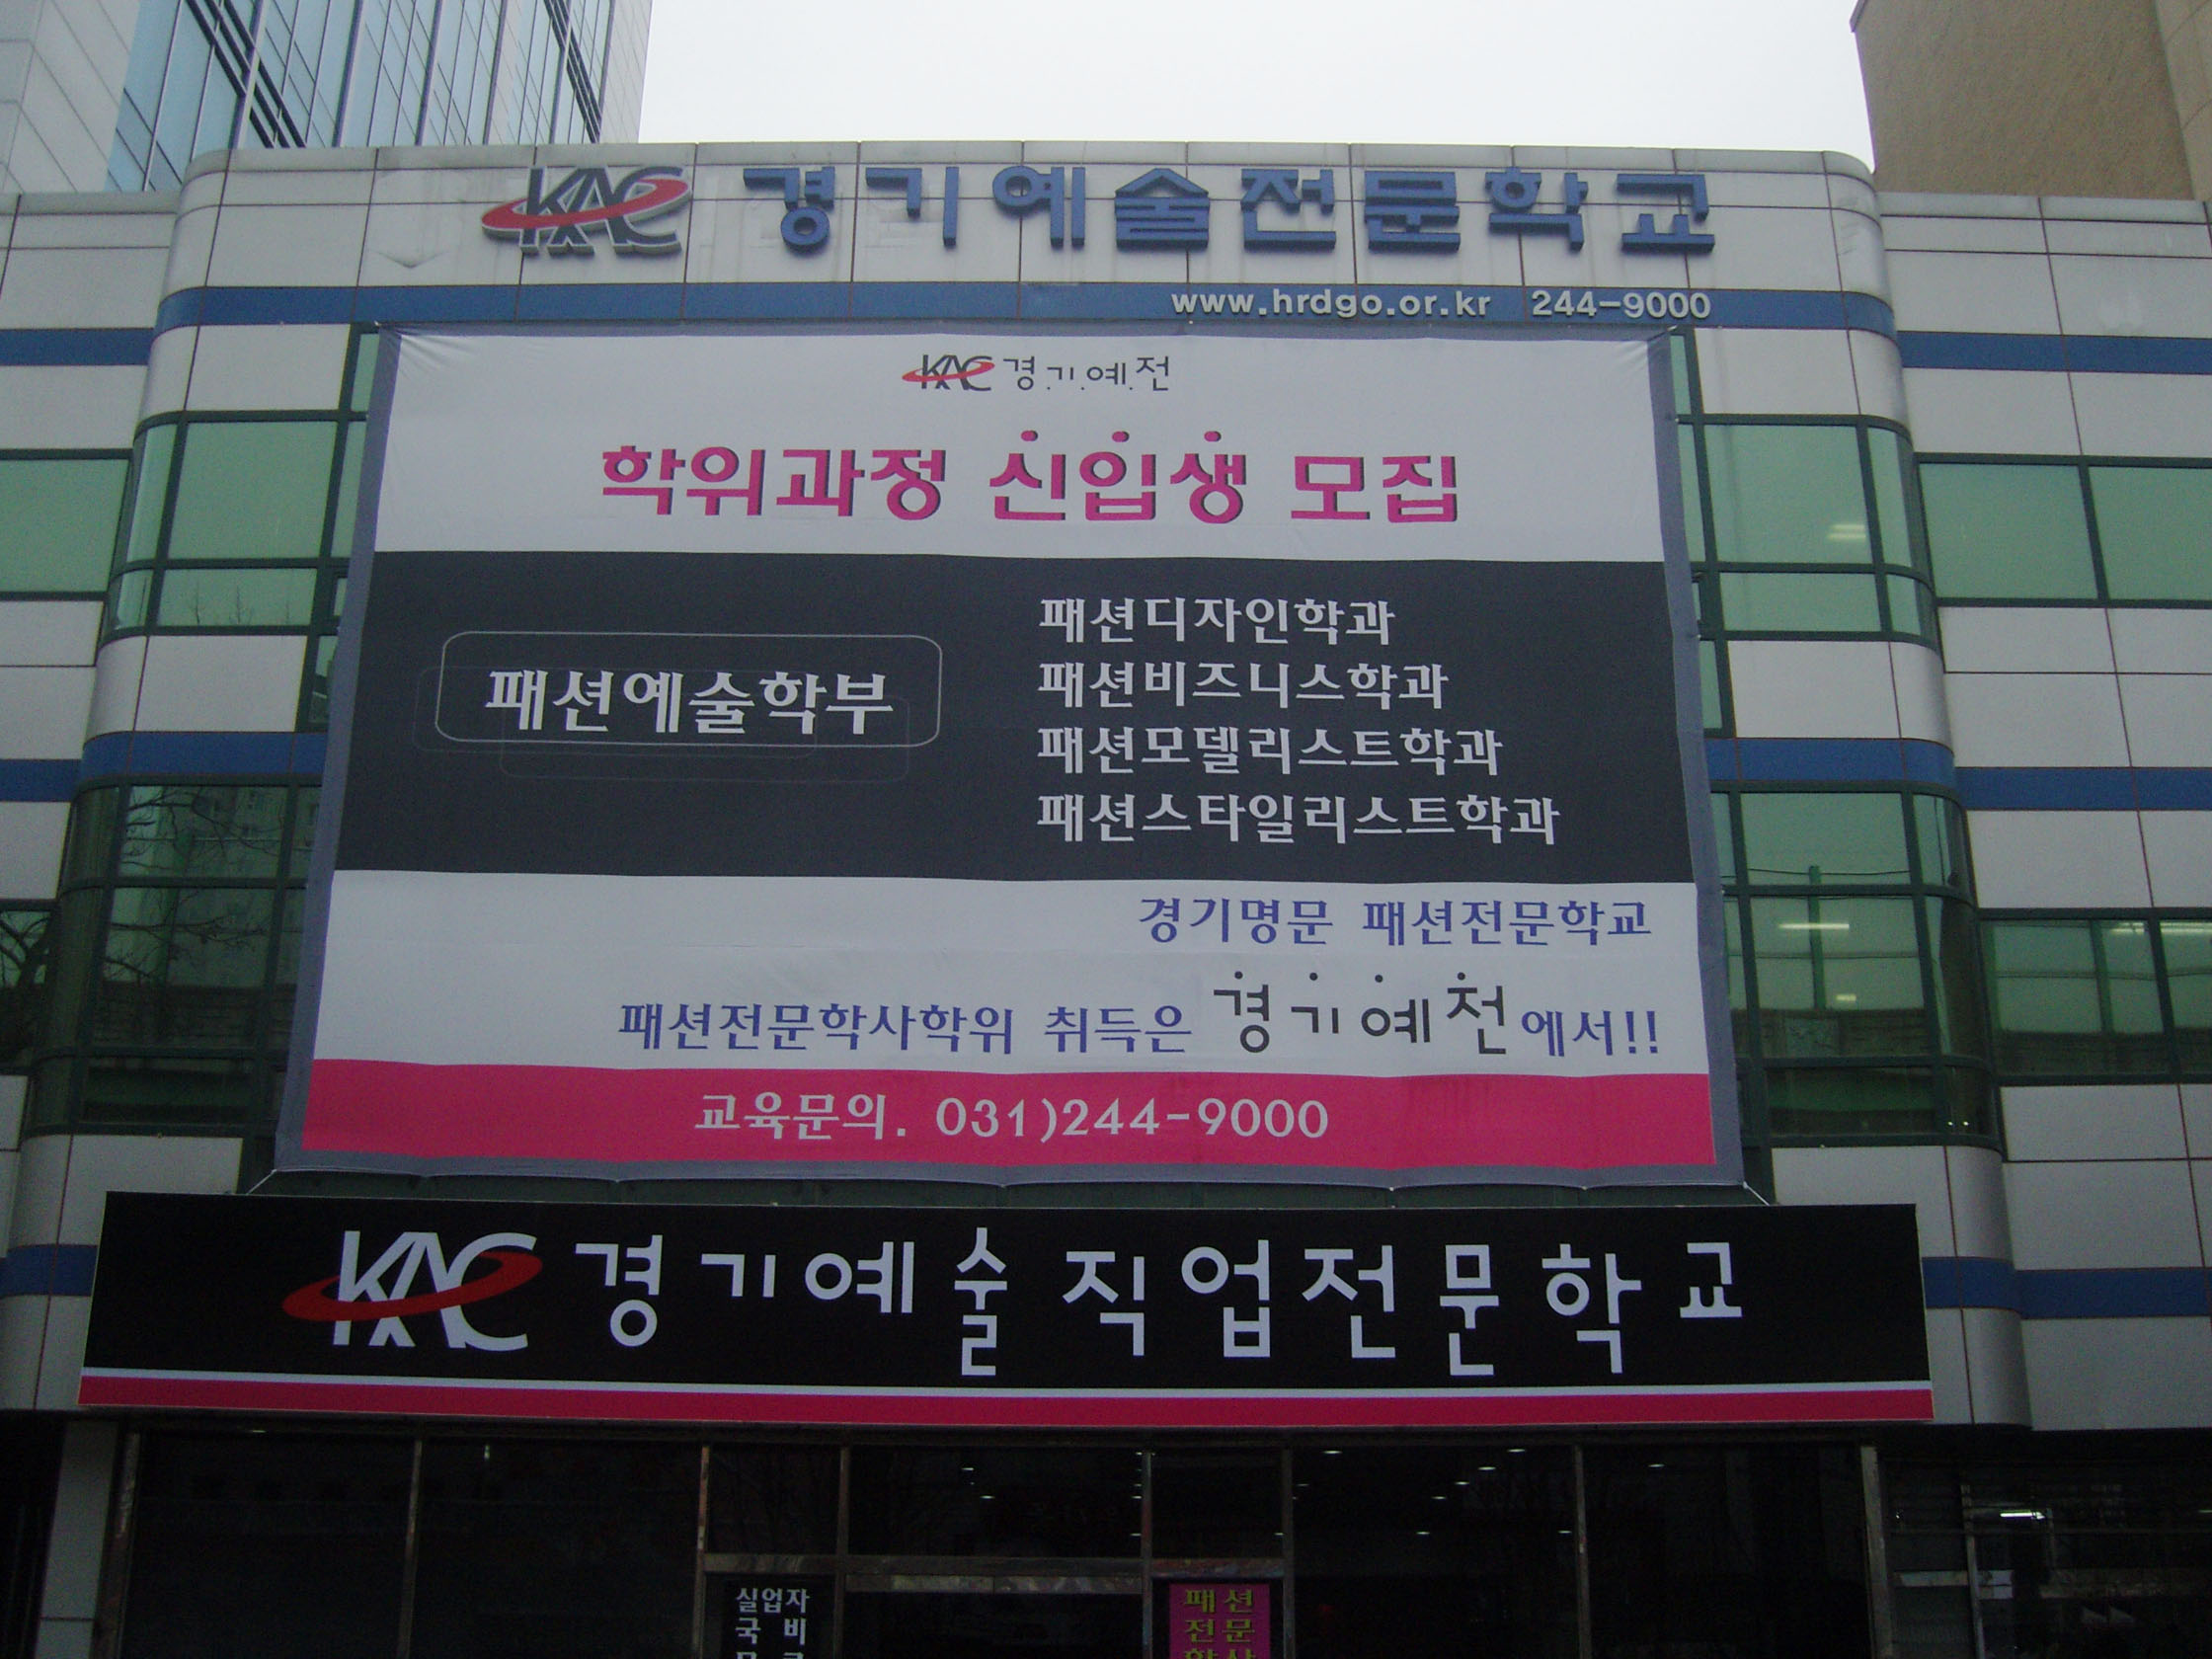 KAC 경기예술전문학교
www.hrdgo.or.kr 244-9000
KAC 경.기.예.전
학위과정 신입생 모집
패션예술학부
패션디자인학과
패션비즈니스학과
패션모델리스트학과
패션스타일리스트학과
경기명문 패션전문학교
패션전문학사학위 취득은 경기예전에서!!
교육문의. 031)244-9000
KAC 경기예술직업전문학교
실업자
국비
패션
전문